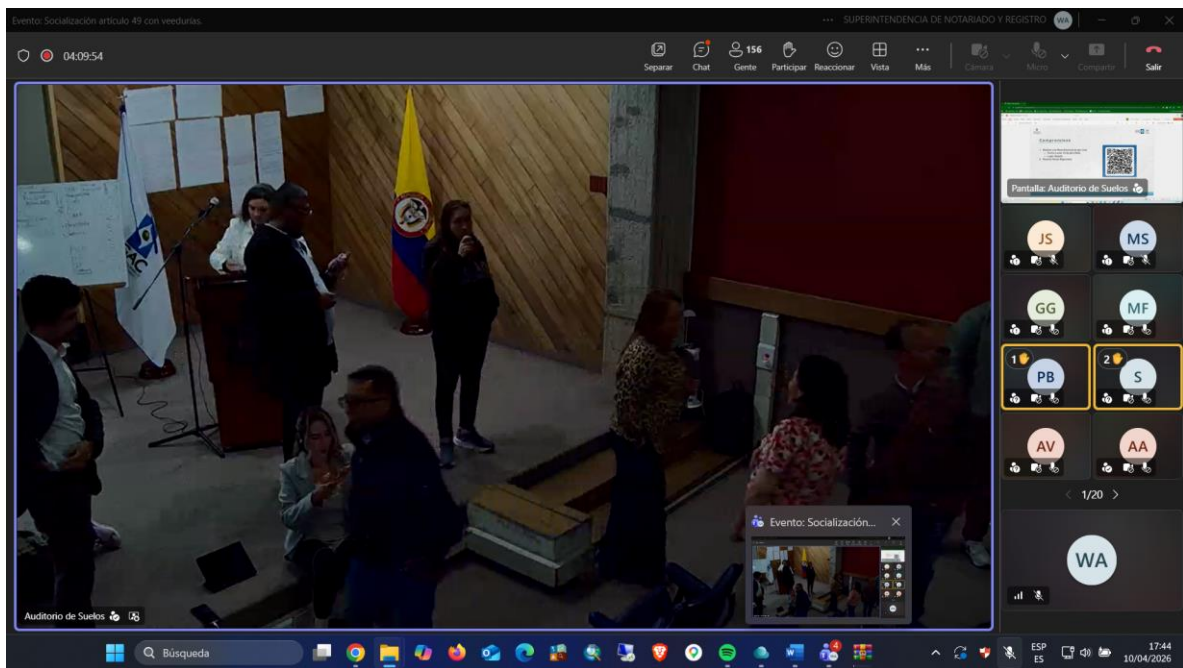 Evento: Socialización artículo 49 con veedurías.
SUPERINTENDENCIA DE NOTARIADO Y REGISTRO
WA
04:09:54
Separar
Chat
156
Gente
Participar
Reaccionar
Vista
Más
Cámara
Micro
Compartir
Salir
Compromisos
Pantalla: Auditorio de Suelos
JS
MS
GG
MF
1
PB
2
S
AV
AA
1/20
WA
Evento: Socialización...
Auditorio de Suelos
Búsqueda
4
ESP
ES
17:44
10/04/2026